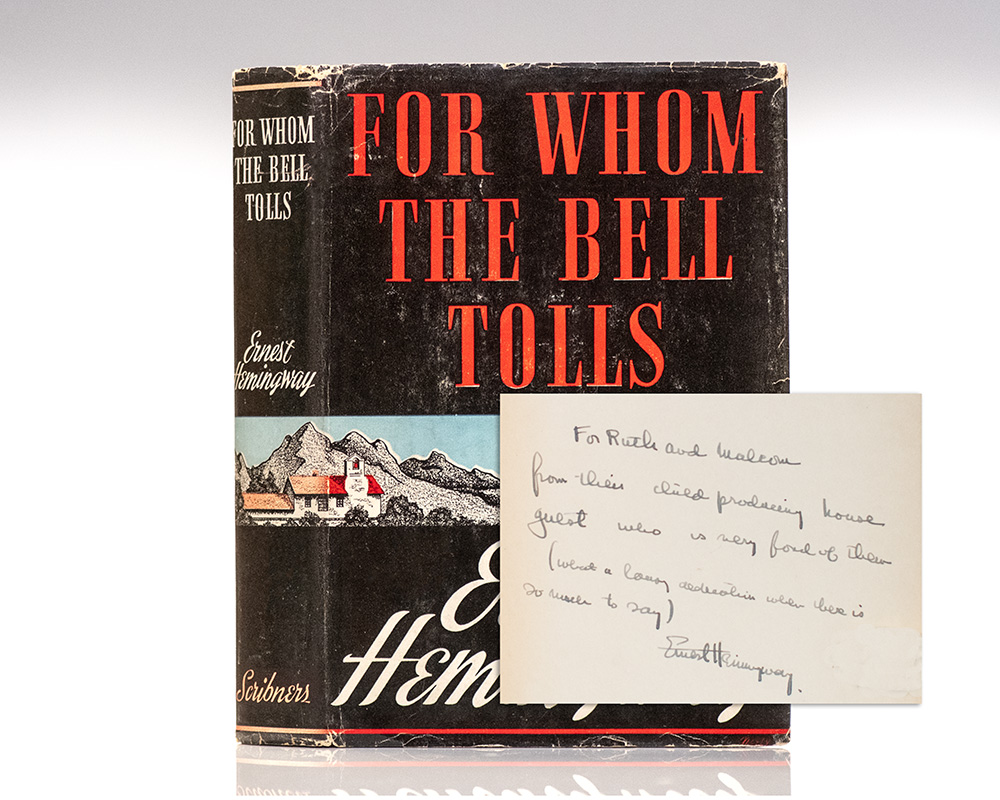 FOR WHOM
THE BELL
TOLLS
Ernest
Hemingway
Scribners
FOR WHOM
THE BELL
TOLLS
E
Hem
For Ruth and Malcom
from their child producing house
guest who is very fond of them
(what a lousy dedication when there is
so much to say)
Ernest Hemingway.